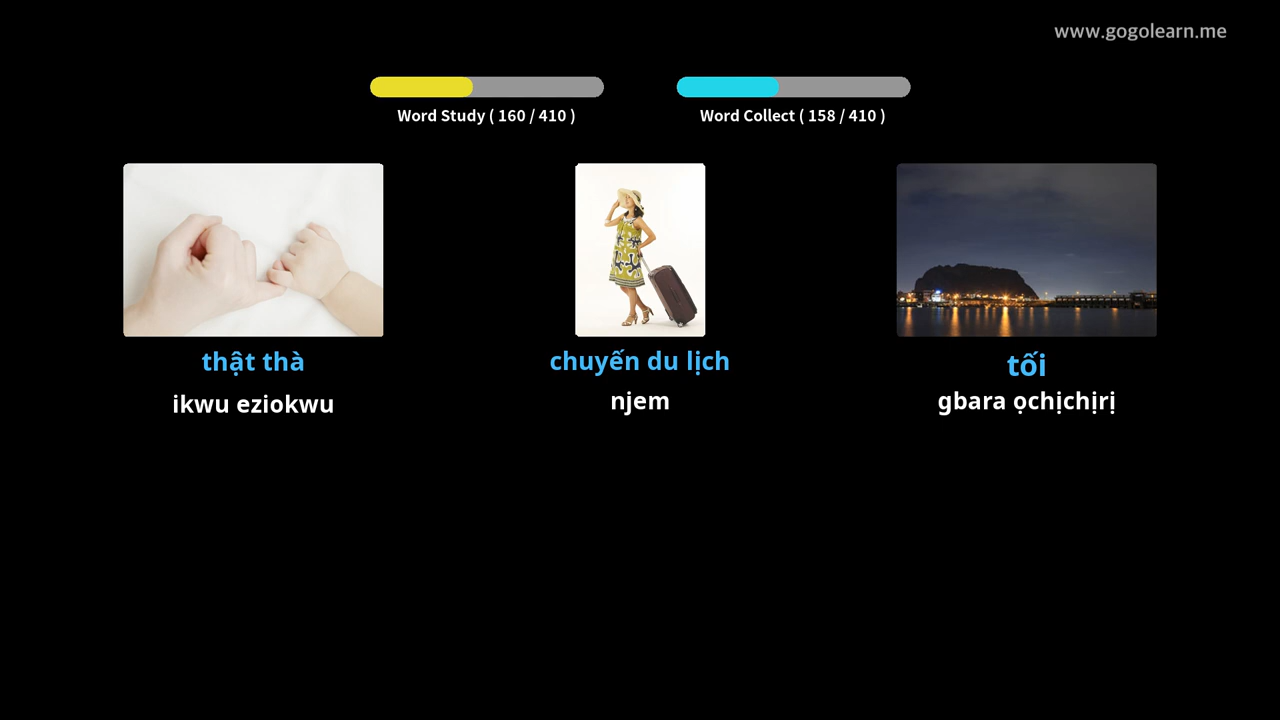 www.gogolearn.me
Word Study ( 160 / 410 )
Word Collect ( 158 / 410 )
thật thà
ikwu eziokwu
chuyến du lịch
njem
tối
gbara ọchịchịrị